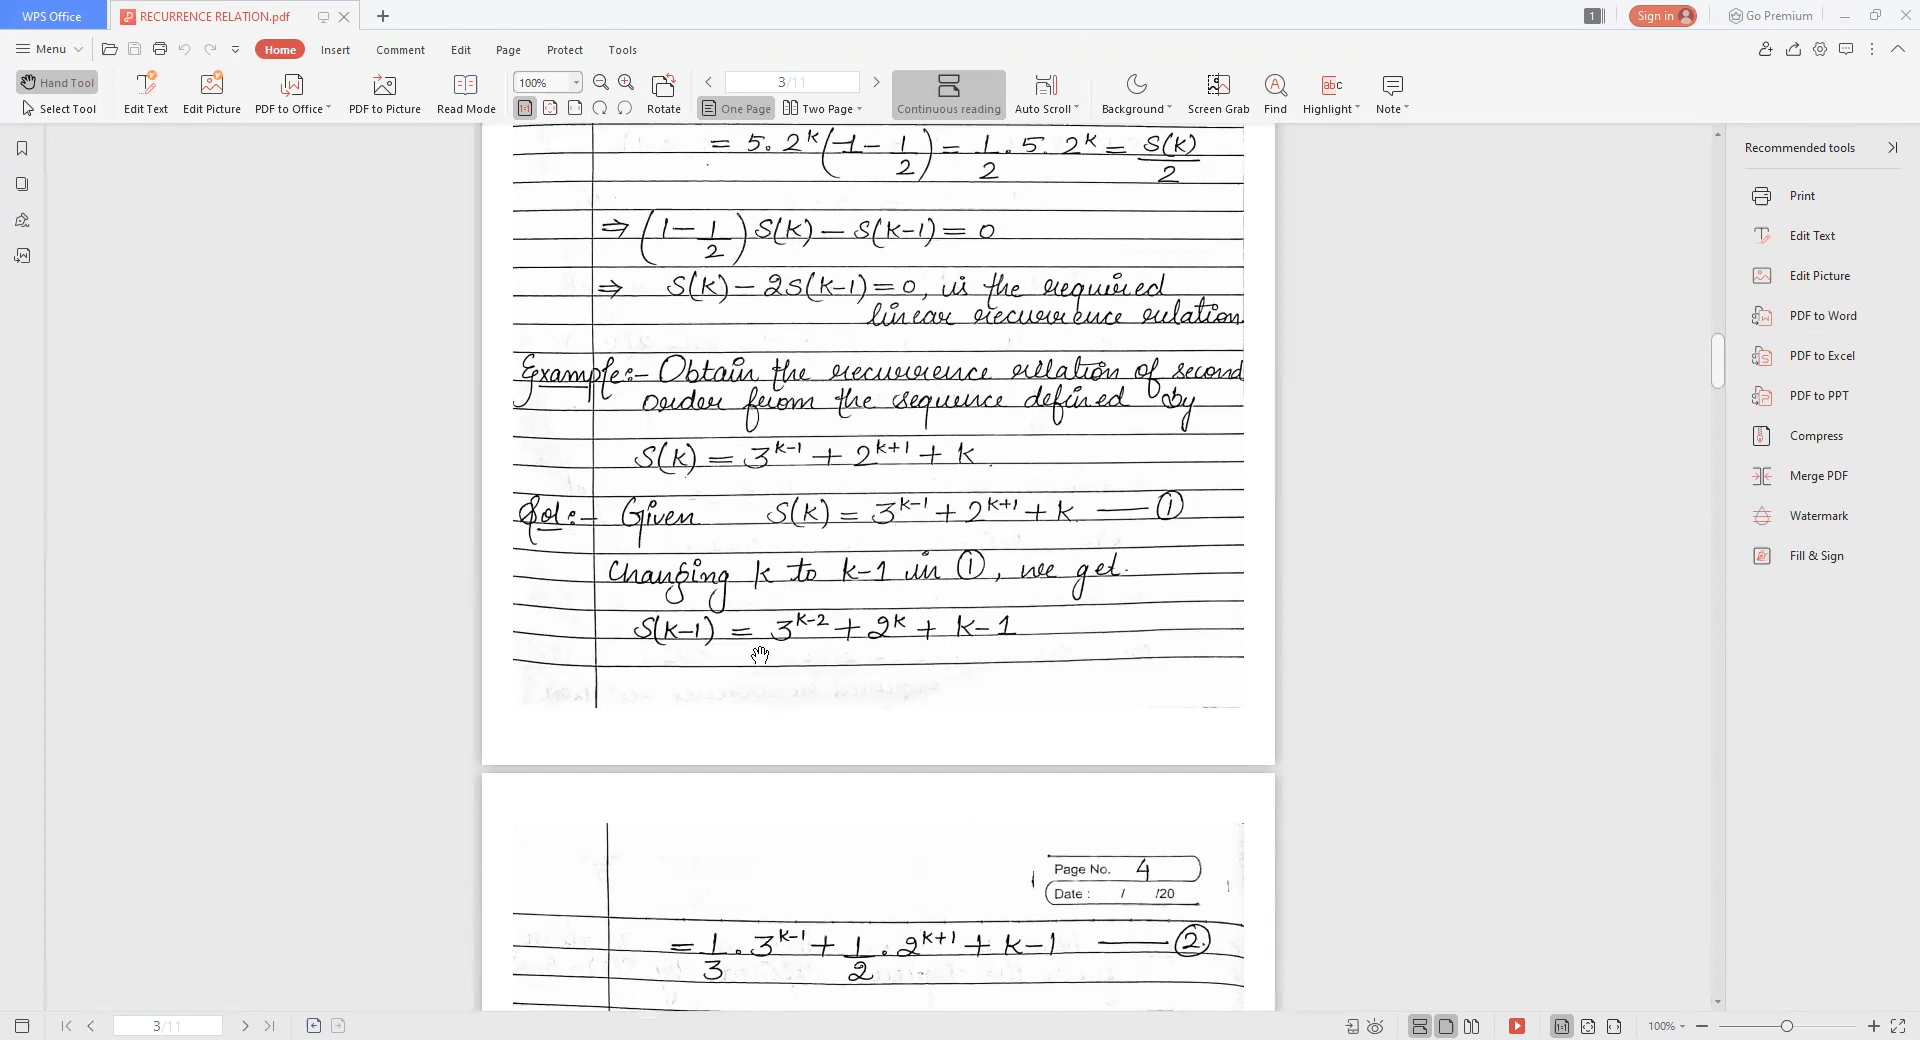 WPS Office RECURRENCE RELATION.pdf 1 Sign in Go Premium
Menu Home Insert Comment Edit Page Protect Tools
Hand Tool Select Tool Edit Text Edit Picture PDF to Office PDF to Picture Read Mode 100% 1:1 Rotate 3/11 One Page Two Page Continuous reading Auto Scroll Background Screen Grab Find abc Highlight Note
= 5. 2^k (1 - 1/2) = 1/2 . 5. 2^k = S(k)/2
⇒ (1 - 1/2) S(k) - S(k-1) = 0
⇒ S(k) - 2S(k-1) = 0, is the required
linear recurrence relation
Example:- Obtain the recurrence relation of second
order from the sequence defined by
S(k) = 3^(k-1) + 2^(k+1) + k.
Sol:- Given S(k) = 3^(k-1) + 2^(k+1) + k — ①
Changing k to k-1 in ①, we get.
S(k-1) = 3^(k-2) + 2^k + k-1
Page No. 4
Date : / /20
= 1/3 . 3^(k-1) + 1/2 . 2^(k+1) + k-1 — ②
Recommended tools
Print
Edit Text
Edit Picture
PDF to Word
PDF to Excel
PDF to PPT
Compress
Merge PDF
Watermark
Fill & Sign
3/11 1:1 100%